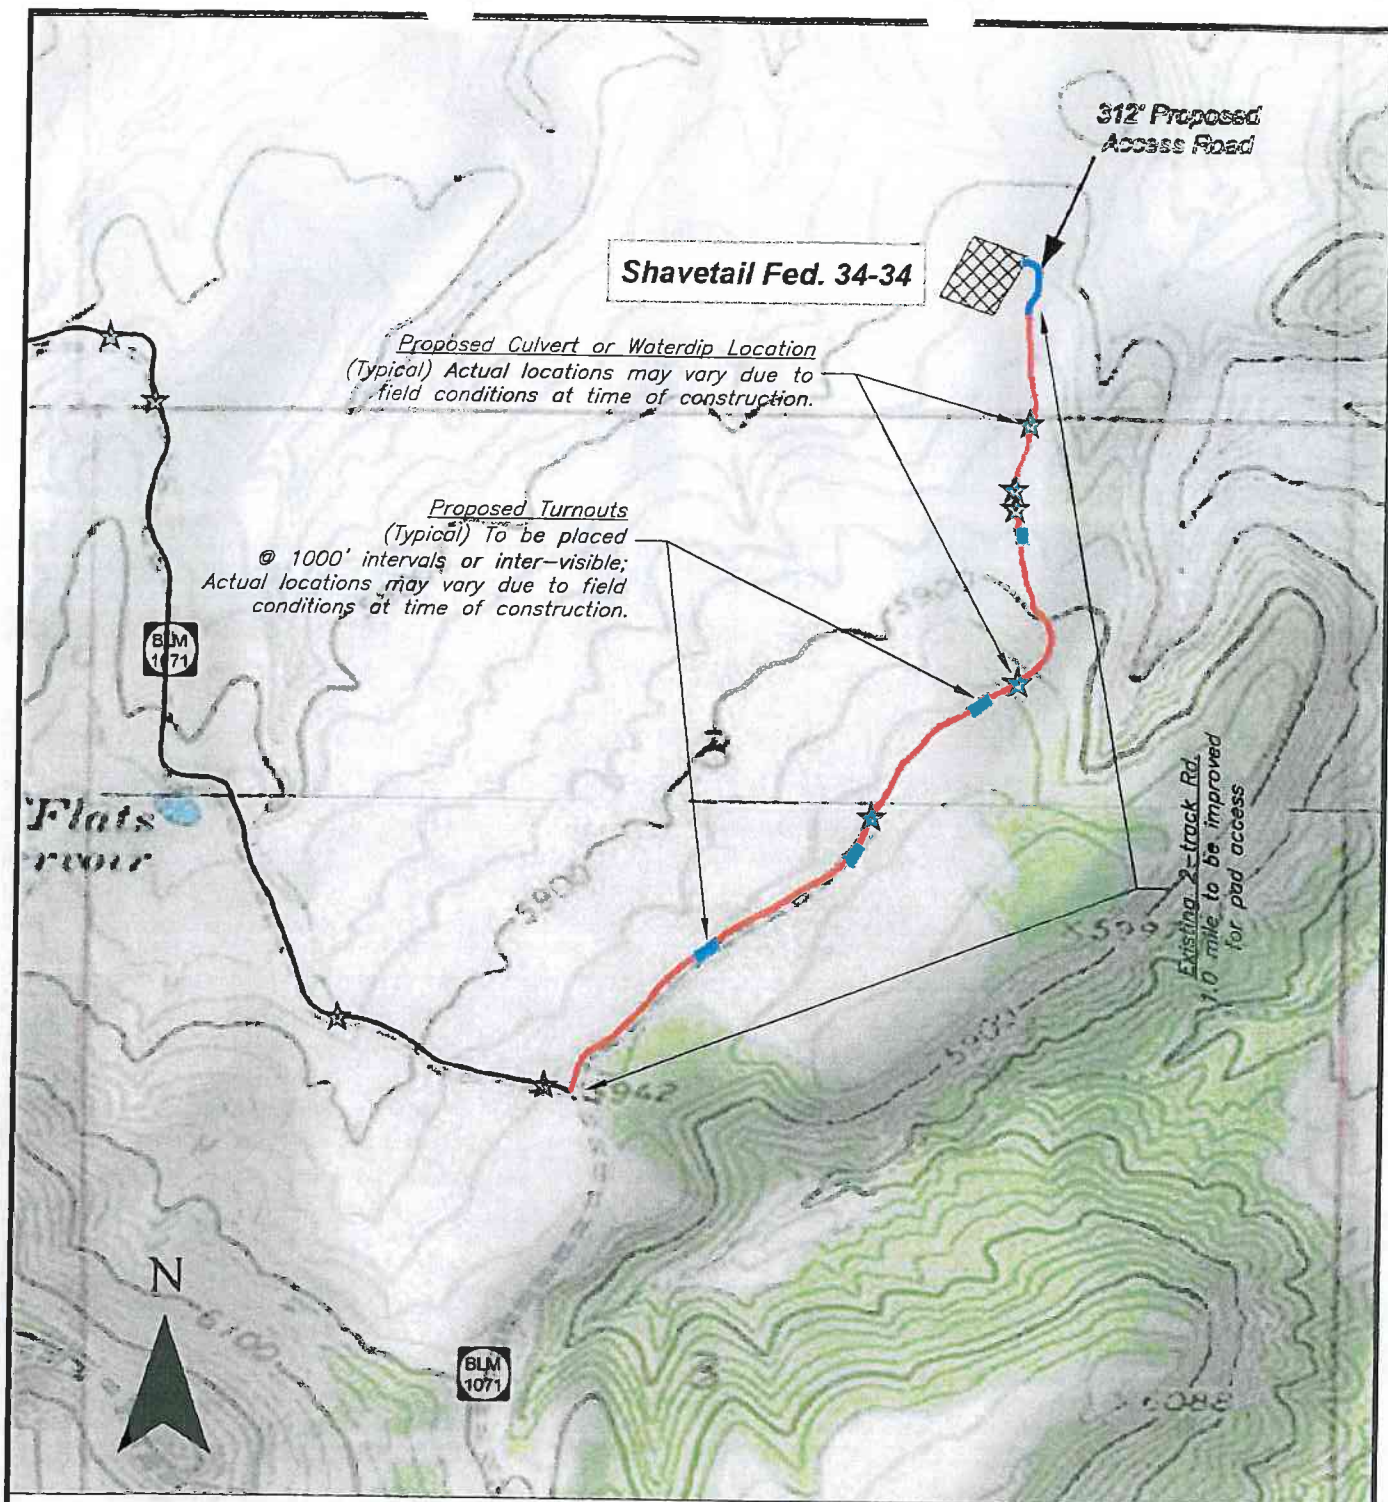 312' Proposed
Access Road
Shavetail Fed. 34-34
Proposed Culvert or Waterdip Location
(Typical) Actual locations may vary due to
field conditions at time of construction.
Proposed Turnouts
(Typical) To be placed
@ 1000' intervals or inter-visible;
Actual locations may vary due to field
conditions at time of construction.
5900
BLM
1071
Flats
5900
Existing 2-track Rd.
1.0 mile to be improved
for pad access
5900
5942
N
6100
BLM
1071
3